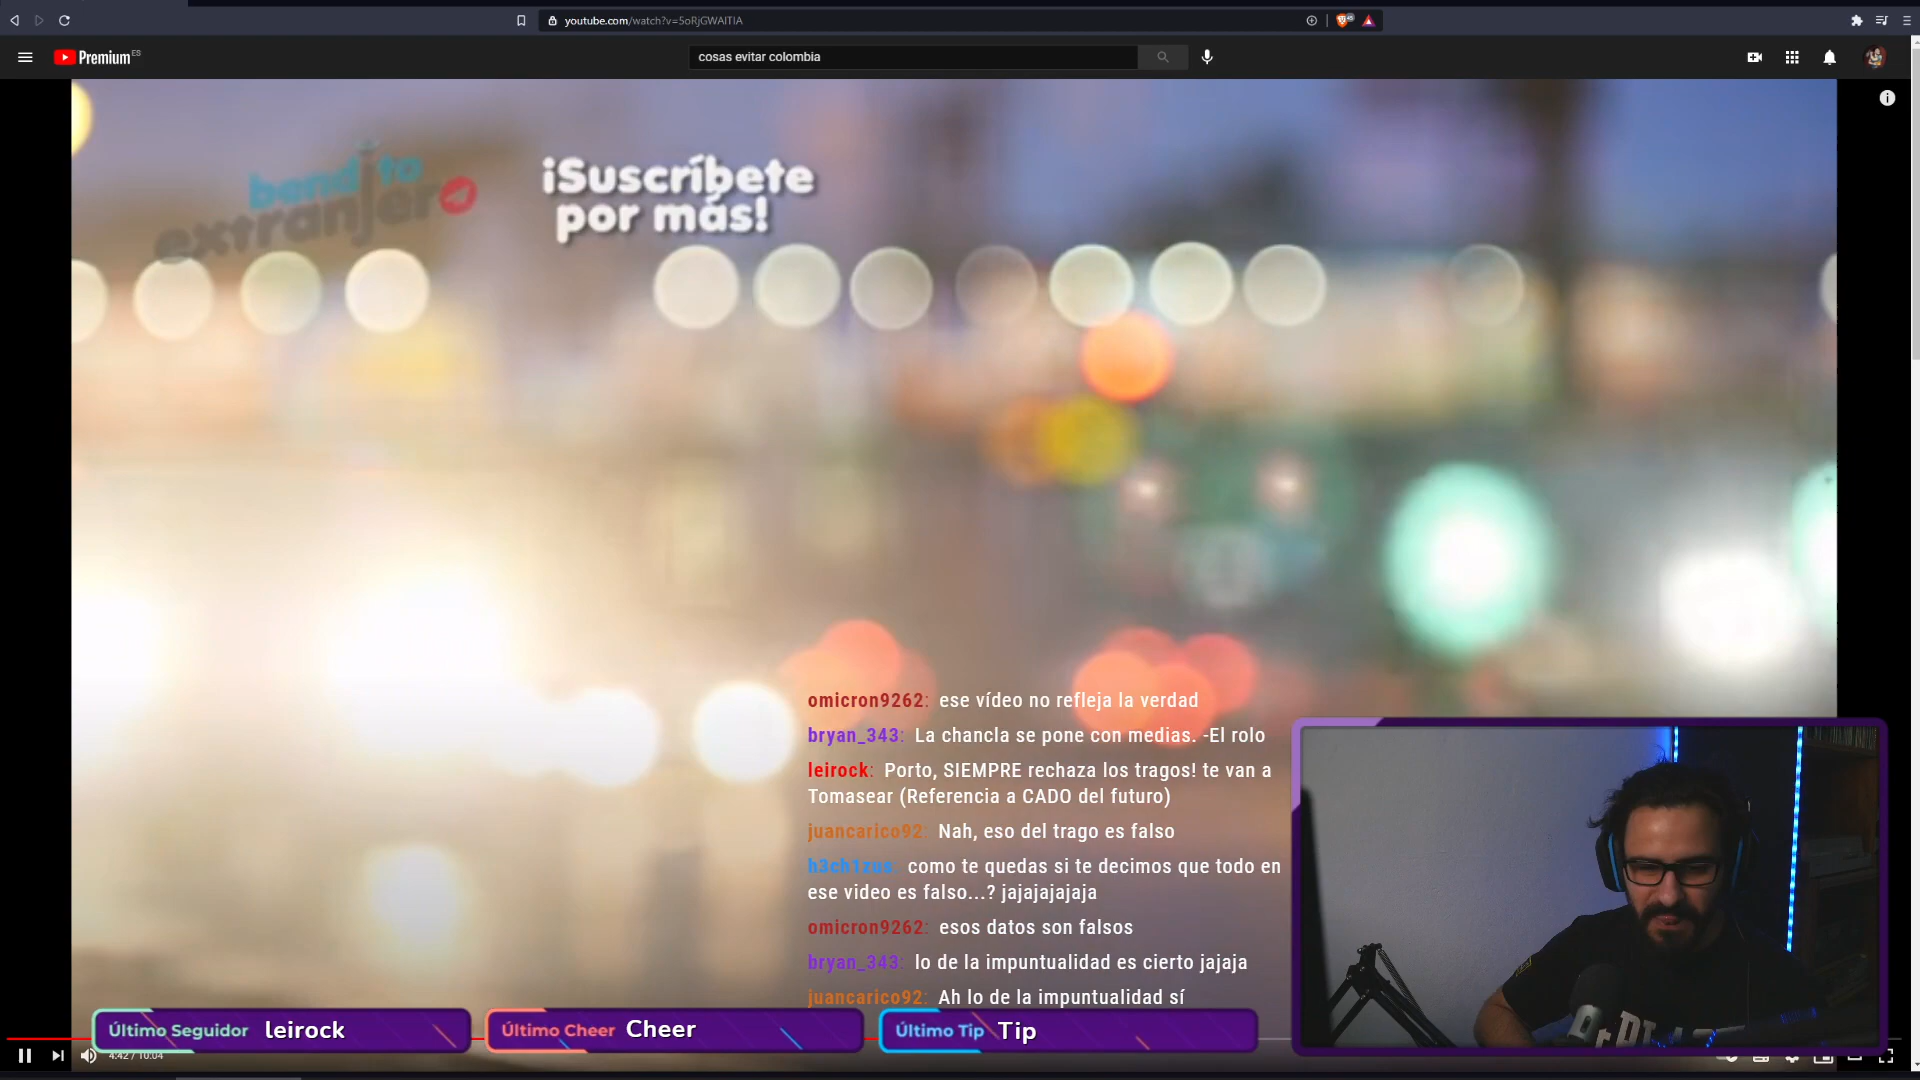 youtube.com/watch?v=5oRjGWAITIA
Premium ES
cosas evitar colombia
bendito
extranjero
¡Suscríbete
por más!
omicron9262: ese vídeo no refleja la verdad
bryan_343: La chancla se pone con medias. -El rolo
leirock: Porto, SIEMPRE rechaza los tragos! te van a
Tomasear (Referencia a CADO del futuro)
juancarico92: Nah, eso del trago es falso
h3ch1zus: como te quedas si te decimos que todo en
ese video es falso...? jajajajajaja
omicron9262: esos datos son falsos
bryan_343: lo de la impuntualidad es cierto jajaja
juancarico92: Ah lo de la impuntualidad sí
Último Seguidor leirock
Último Cheer Cheer
Último Tip Tip
4:42 / 10:04